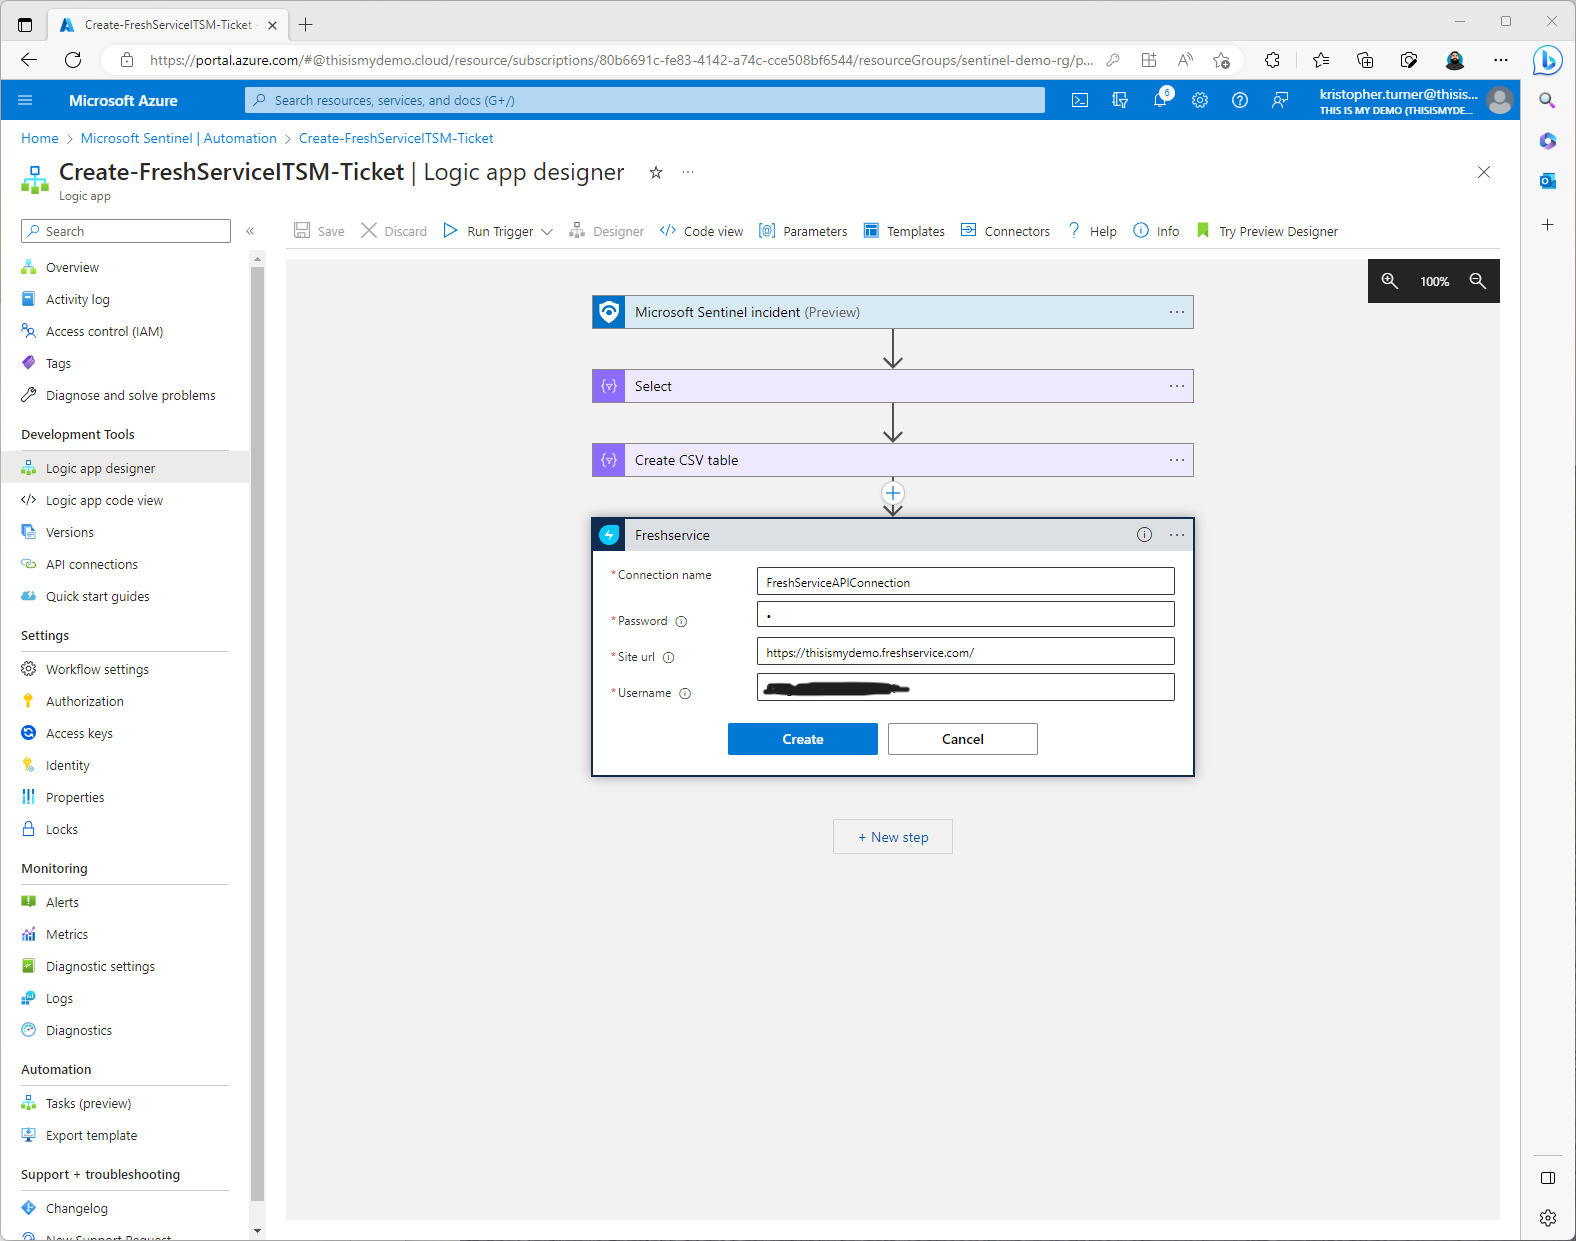 Create-FreshServiceITSM-Ticket
https://portal.azure.com/#@thisismydemo.cloud/resource/subscriptions/80b6691c-fe83-4142-a74c-cce508bf6544/resourceGroups/sentinel-demo-rg/p...
Microsoft Azure
Search resources, services, and docs (G+/)
6
kristopher.turner@thisis...
THIS IS MY DEMO (THISISMYDE...
Home > Microsoft Sentinel | Automation > Create-FreshServiceITSM-Ticket
Create-FreshServiceITSM-Ticket | Logic app designer
Logic app
Search
Save Discard Run Trigger Designer Code view Parameters Templates Connectors Help Info Try Preview Designer
Overview
Activity log
Access control (IAM)
Tags
Diagnose and solve problems
Development Tools
Logic app designer
Logic app code view
Versions
API connections
Quick start guides
Settings
Workflow settings
Authorization
Access keys
Identity
Properties
Locks
Monitoring
Alerts
Metrics
Diagnostic settings
Logs
Diagnostics
Automation
Tasks (preview)
Export template
Support + troubleshooting
Changelog
New Support Request
100%
Microsoft Sentinel incident (Preview)
Select
Create CSV table
Freshservice
* Connection name
FreshServiceAPIConnection
* Password
* Site url
https://thisismydemo.freshservice.com/
* Username
Create
Cancel
+ New step